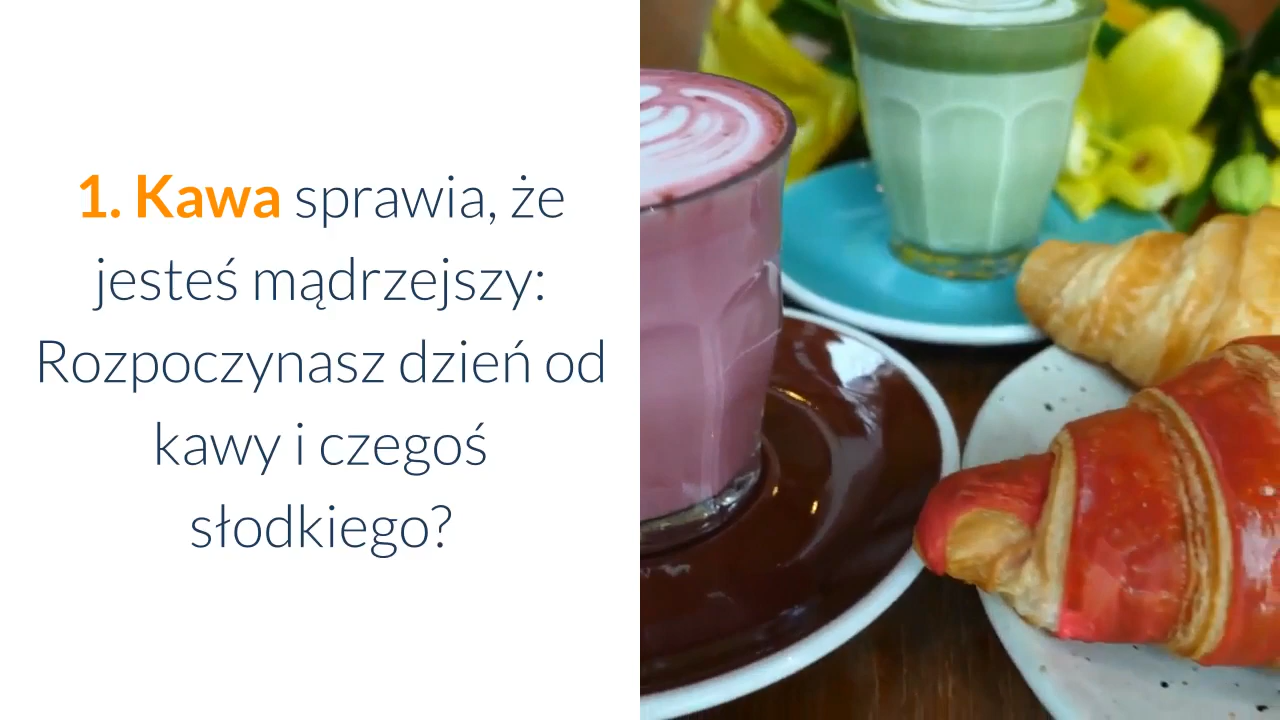 1. Kawa sprawia, że
jesteś mądrzejszy:
Rozpoczynasz dzień od
kawy i czegoś
słodkiego?